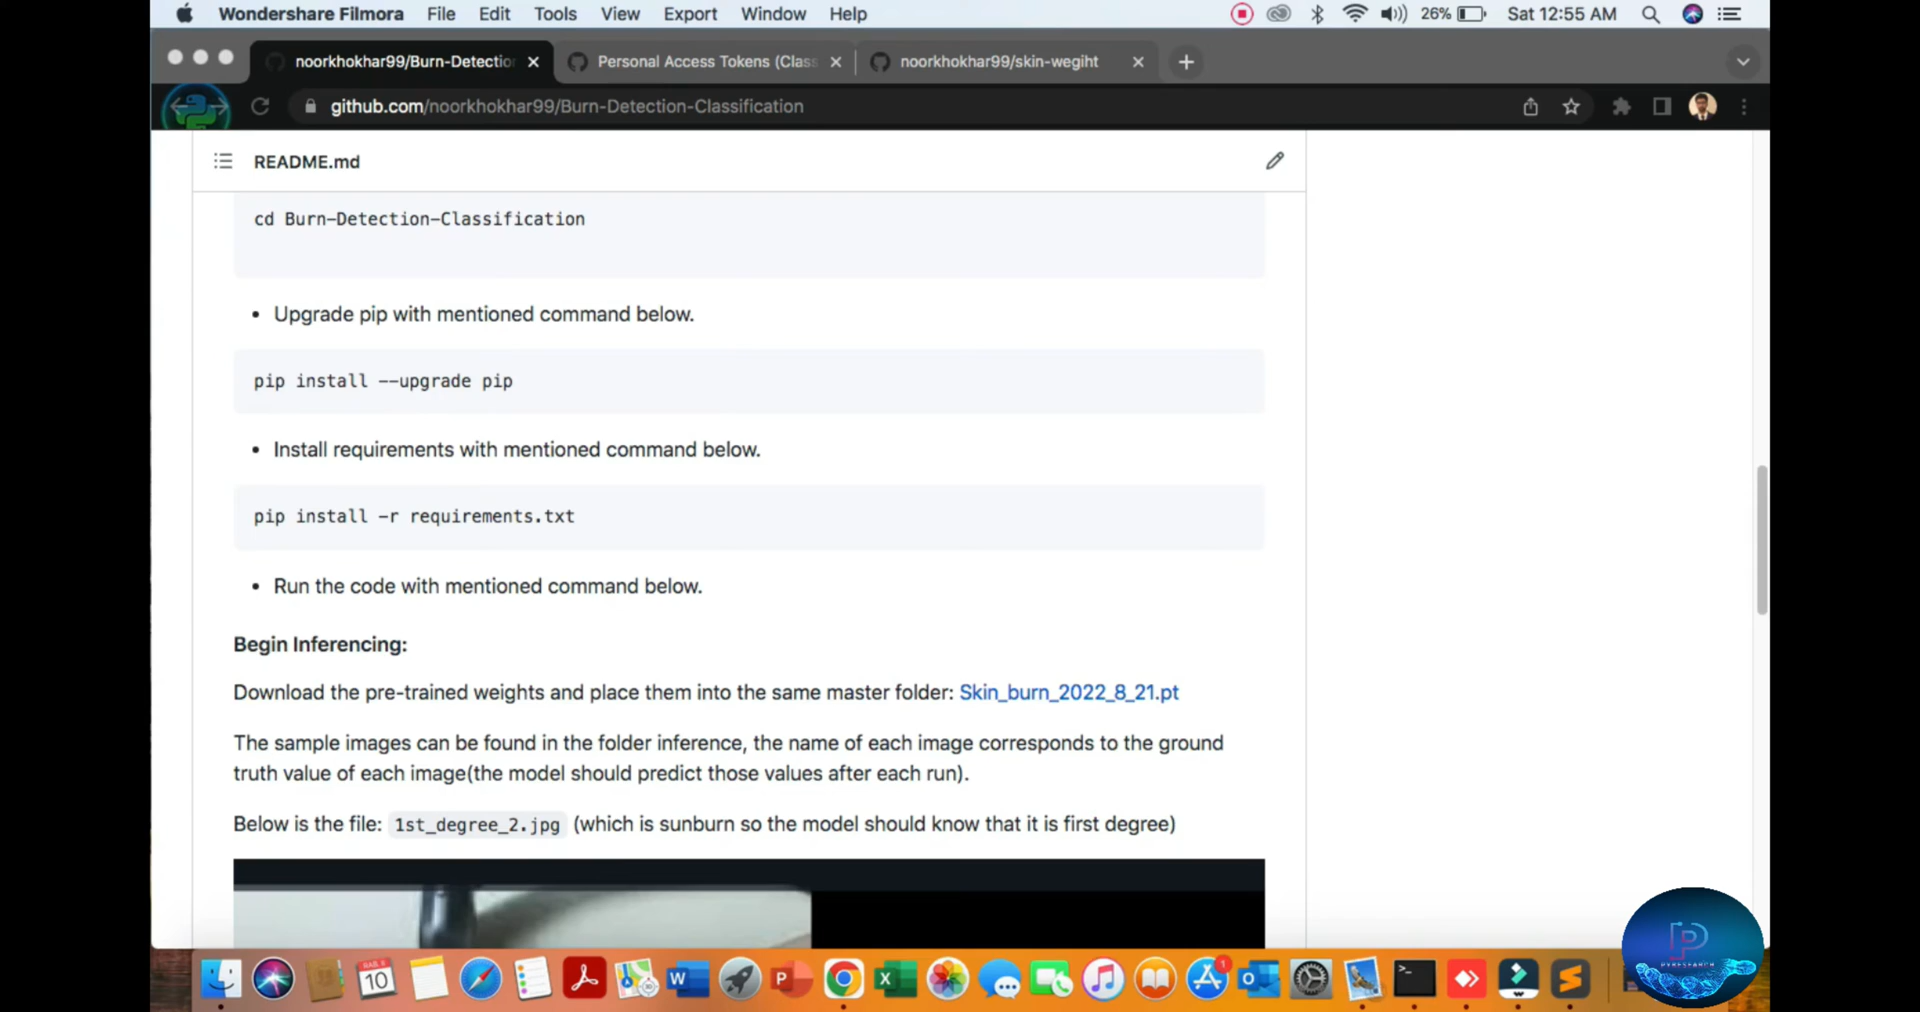 Wondershare Filmora File Edit Tools View Export Window Help 26% Sat 12:55 AM
noorkhokhar99/Burn-Detectio Personal Access Tokens (Class noorkhokhar99/skin-wegiht
github.com/noorkhokhar99/Burn-Detection-Classification
README.md
cd Burn-Detection-Classification
• Upgrade pip with mentioned command below.
pip install --upgrade pip
• Install requirements with mentioned command below.
pip install -r requirements.txt
• Run the code with mentioned command below.
Begin Inferencing:
Download the pre-trained weights and place them into the same master folder: Skin_burn_2022_8_21.pt
The sample images can be found in the folder inference, the name of each image corresponds to the ground
truth value of each image(the model should predict those values after each run).
Below is the file: 1st_degree_2.jpg (which is sunburn so the model should know that it is first degree)
10
W
P
X
1
O
PYRESEARCH